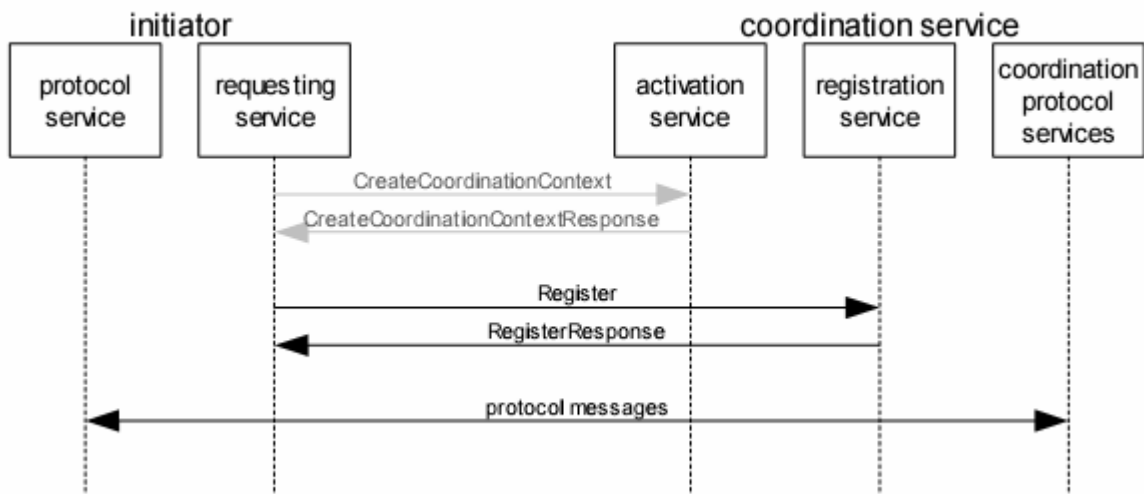 initiator
coordination service
protocol
service
requesting
service
activation
service
registration
service
coordination
protocol
services
CreateCoordinationContext
CreateCoordinationContextResponse
Register
RegisterResponse
protocol messages